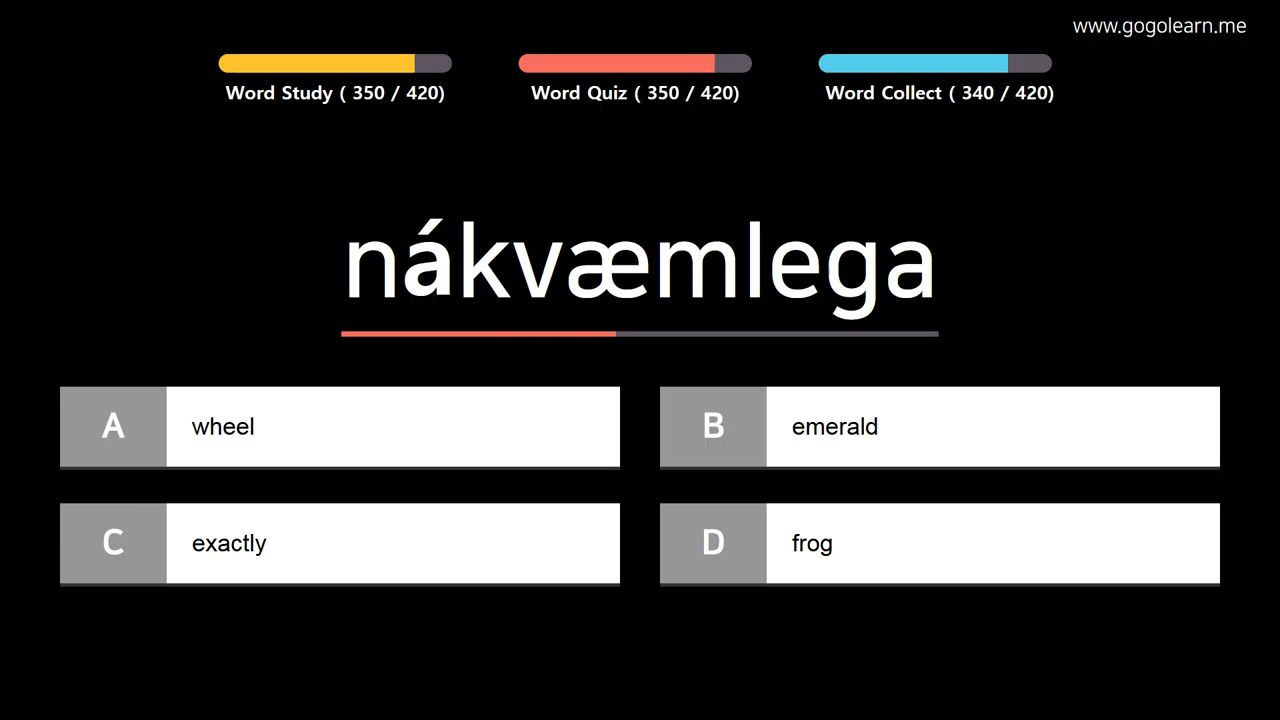 www.gogolearn.me
Word Study ( 350 / 420)
Word Quiz ( 350 / 420)
Word Collect ( 340 / 420)
nákvæmlega
A wheel
B emerald
C exactly
D frog